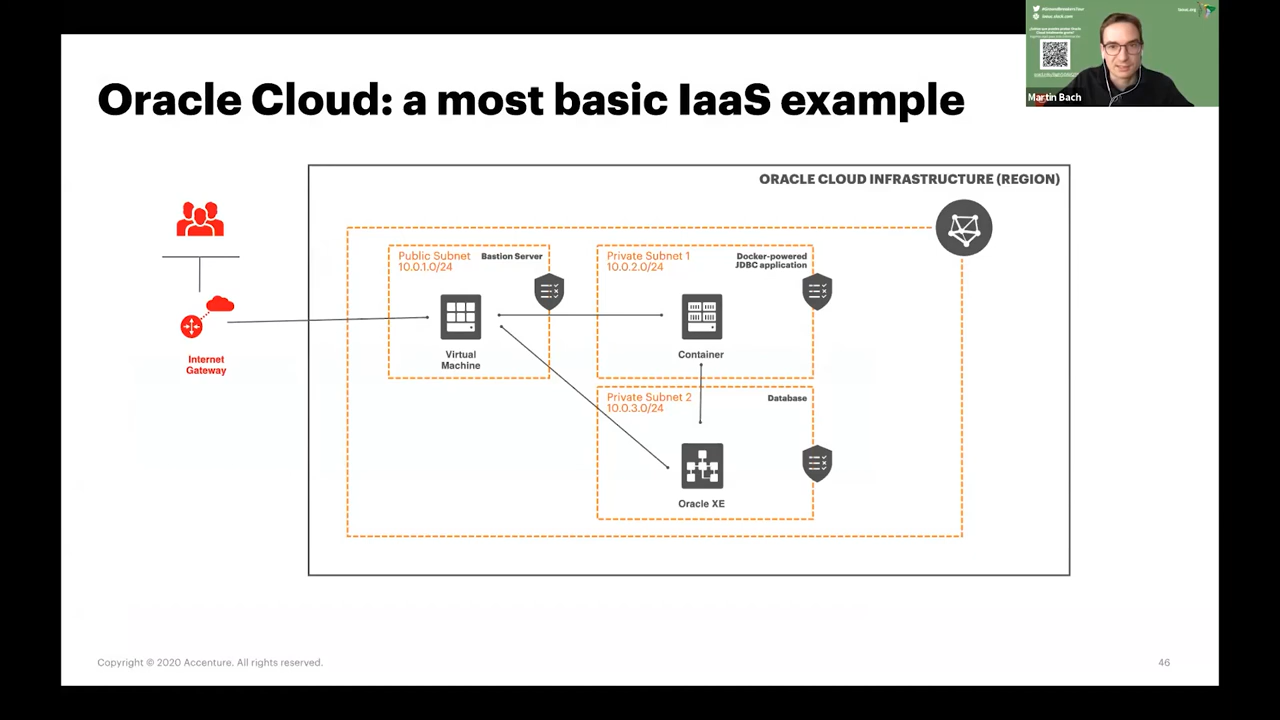 Oracle Cloud: a most basic IaaS example
Martin Bach
ORACLE CLOUD INFRASTRUCTURE (REGION)
Public Subnet
10.0.1.0/24
Bastion Server
Virtual
Machine
Private Subnet 1
10.0.2.0/24
Docker-powered
JDBC application
Container
Private Subnet 2
10.0.3.0/24
Database
Oracle XE
Internet
Gateway
Copyright © 2020 Accenture. All rights reserved.
46